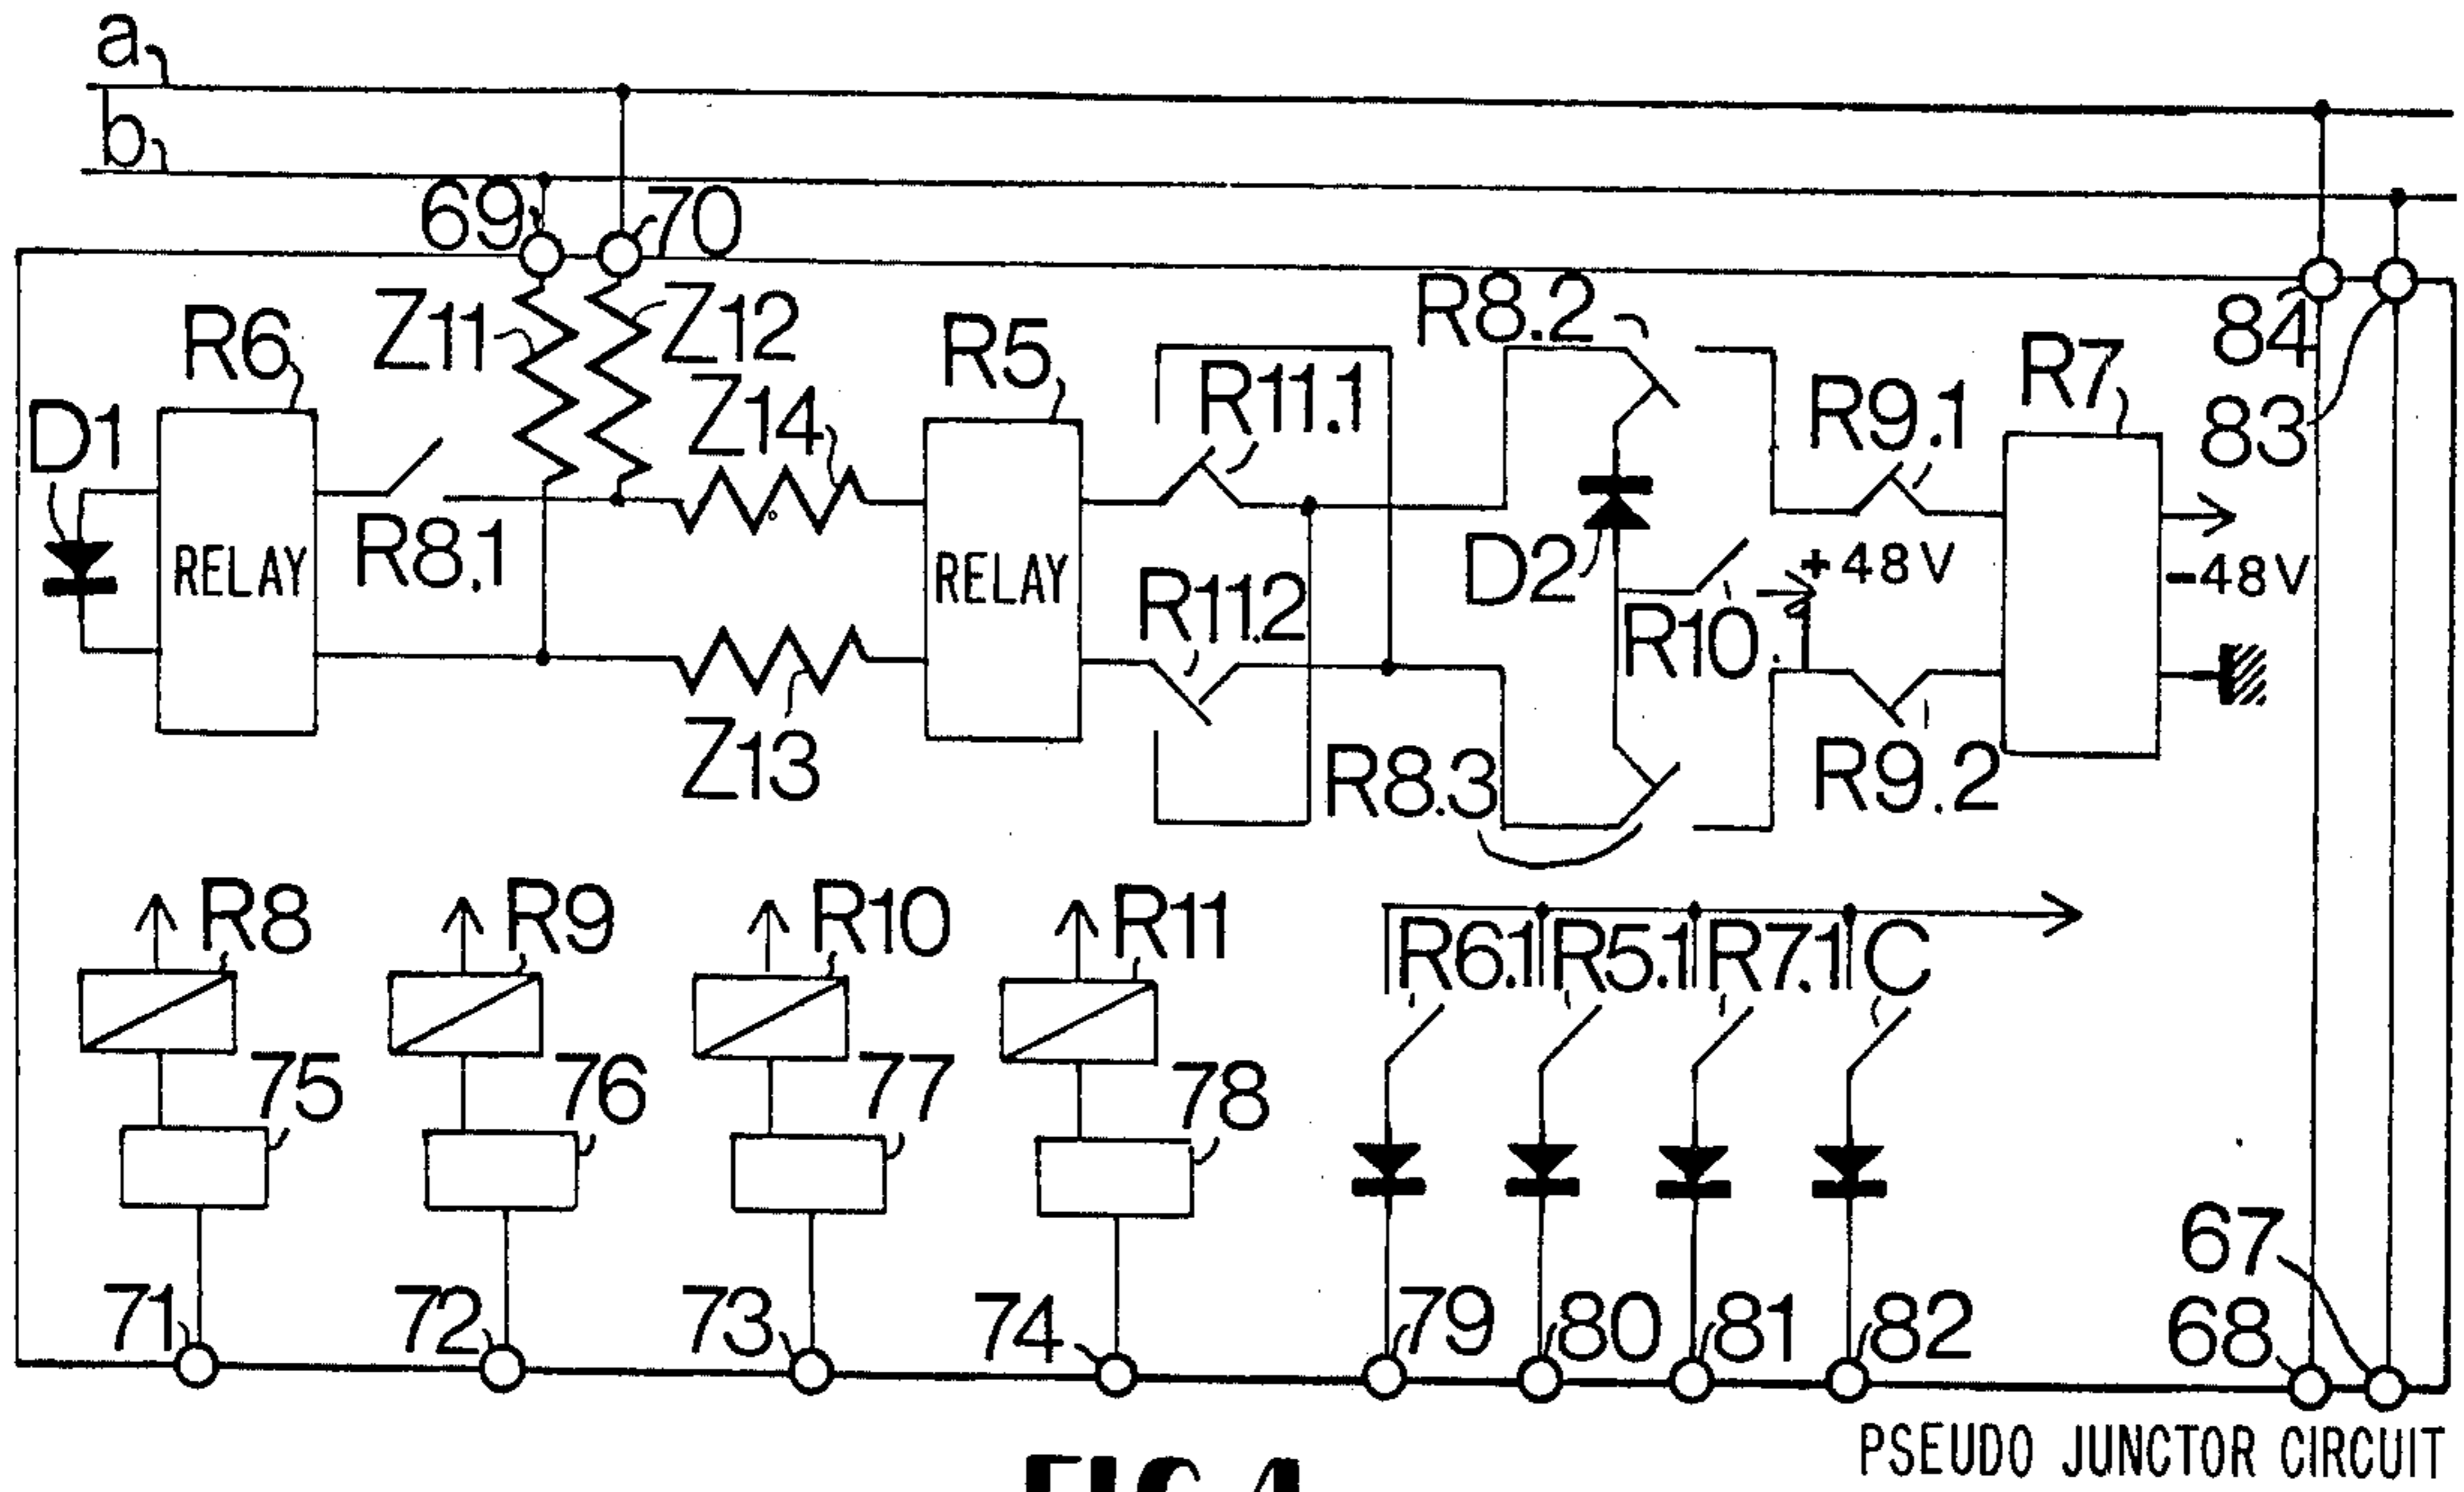 a
b
69 70
R6 Z11 Z12 R5 R8.2 84
D1 Z14 R11.1 R9.1 R7 83
RELAY R8.1 RELAY R11.2 D2 R10.1 +48V -48V
Z13 R8.3 R9.2
R8 R9 R10 R11 R6.1 R5.1 R7.1 C
75 76 77 78
67
71 72 73 74 79 80 81 82 68
PSEUDO JUNCTOR CIRCUIT
FIG.4